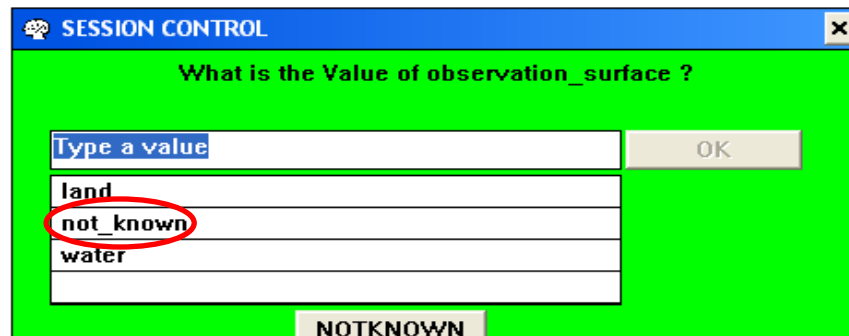 SESSION CONTROL
What is the Value of observation_surface ?
Type a value
OK
land
not_known
water
NOTKNOWN